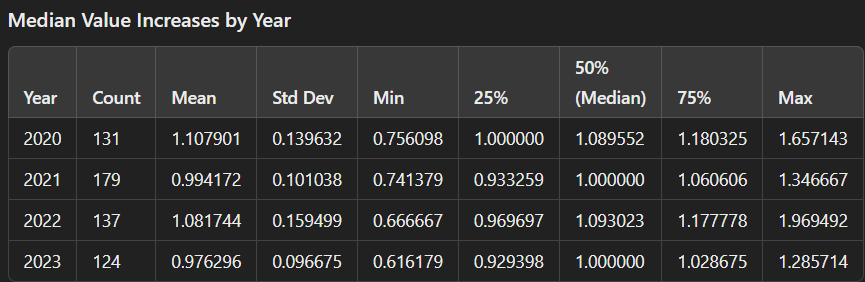 Median Value Increases by Year
Year Count Mean Std Dev Min 25% 50% (Median) 75% Max
2020 131 1.107901 0.139632 0.756098 1.000000 1.089552 1.180325 1.657143
2021 179 0.994172 0.101038 0.741379 0.933259 1.000000 1.060606 1.346667
2022 137 1.081744 0.159499 0.666667 0.969697 1.093023 1.177778 1.969492
2023 124 0.976296 0.096675 0.616179 0.929398 1.000000 1.028675 1.285714